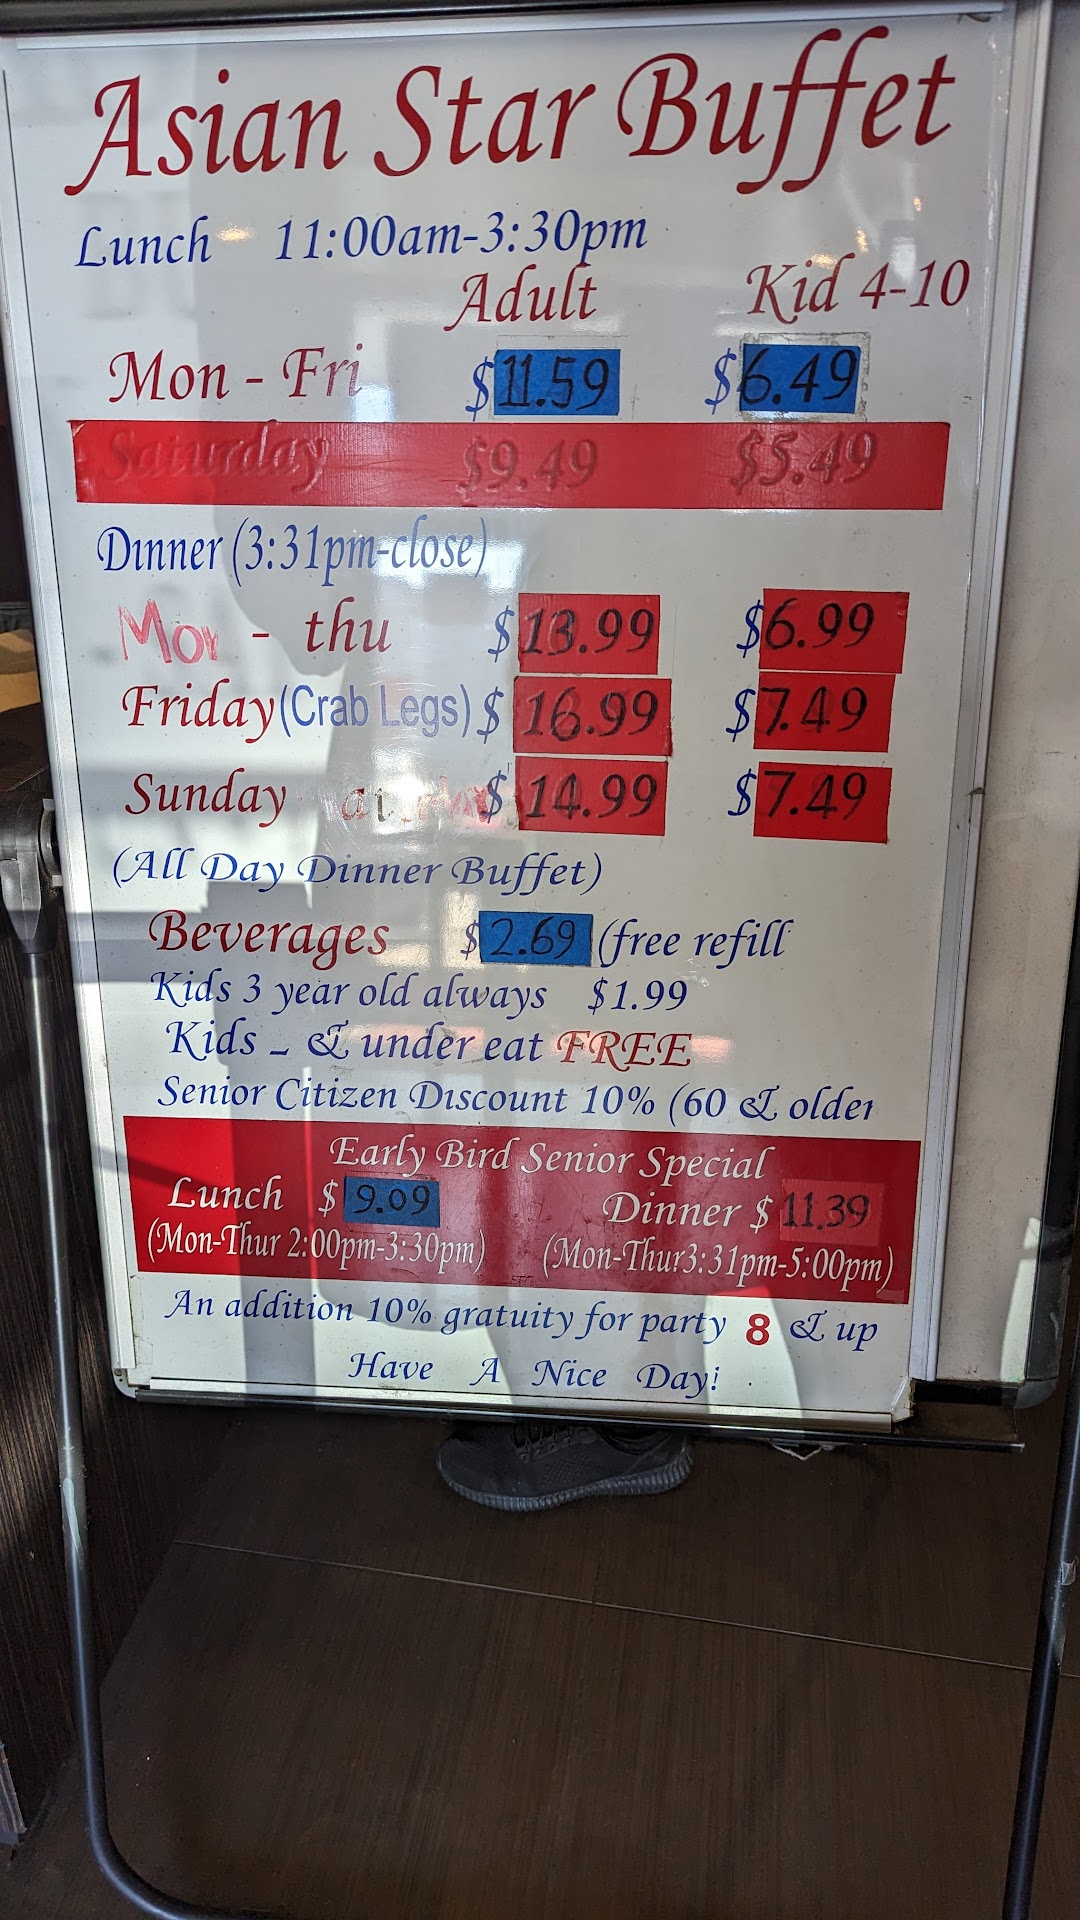 Asian Star Buffet
Lunch 11:00am-3:30pm
Adult Kid 4-10
Mon - Fri $11.59 $6.49
Saturday $9.49 $5.49
Dinner (3:31pm-close)
Mon - thu $13.99 $6.99
Friday (Crab Legs) $16.99 $7.49
Sunday $14.99 $7.49
(All Day Dinner Buffet)
Beverages $2.69 (free refill
Kids 3 year old always $1.99
Kids - & under eat FREE
Senior Citizen Discount 10% (60 & older
Early Bird Senior Special
Lunch $9.09 Dinner $11.39
(Mon-Thur 2:00pm-3:30pm) (Mon-Thur3:31pm-5:00pm)
An addition 10% gratuity for party 8 & up
Have A Nice Day!